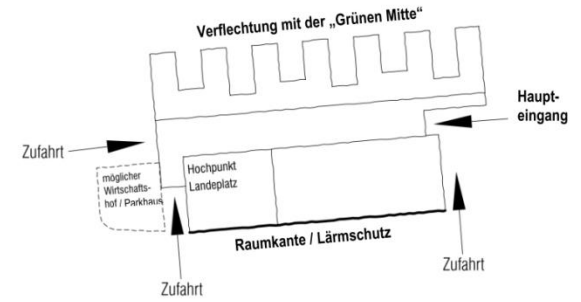 Verflechtung mit der „Grünen Mitte“
Haupt-
eingang
Zufahrt
möglicher
Wirtschafts-
hof / Parkhaus
Hochpunkt
Landeplatz
Raumkante / Lärmschutz
Zufahrt
Zufahrt